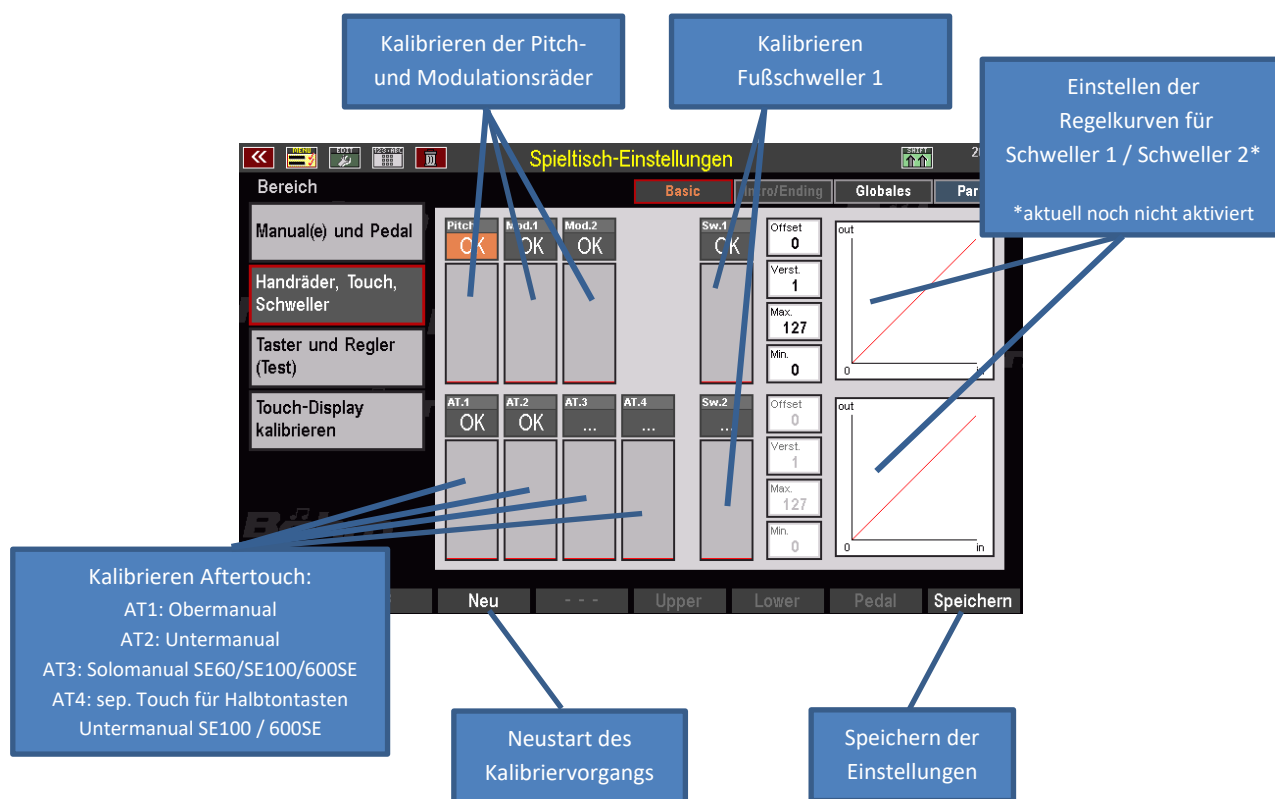 Kalibrieren der Pitch-
und Modulationsräder
Kalibrieren
Fußschweller 1
Einstellen der
Regelkurven für
Schweller 1 / Schweller 2*
*aktuell noch nicht aktiviert
MENU EDIT 123·ABC Spieltisch-Einstellungen SHIFT
Bereich Basic Intro/Ending Globales
Manual(e) und Pedal
Handräder, Touch,
Schweller
Taster und Regler
(Test)
Touch-Display
kalibrieren
Pitch Mod.1 Mod.2 Sw.1
OK OK OK OK
Offset
0
Verst.
1
Max.
127
Min.
0
out
0 in
AT.1 AT.2 AT.3 AT.4 Sw.2
OK OK ... ... ...
Offset
0
Verst.
1
Max.
127
Min.
0
out
0 in
Böhm
Neu - - - Upper Lower Pedal Speichern
Kalibrieren Aftertouch:
AT1: Obermanual
AT2: Untermanual
AT3: Solomanual SE60/SE100/600SE
AT4: sep. Touch für Halbtontasten
Untermanual SE100 / 600SE
Neustart des
Kalibriervorgangs
Speichern der
Einstellungen